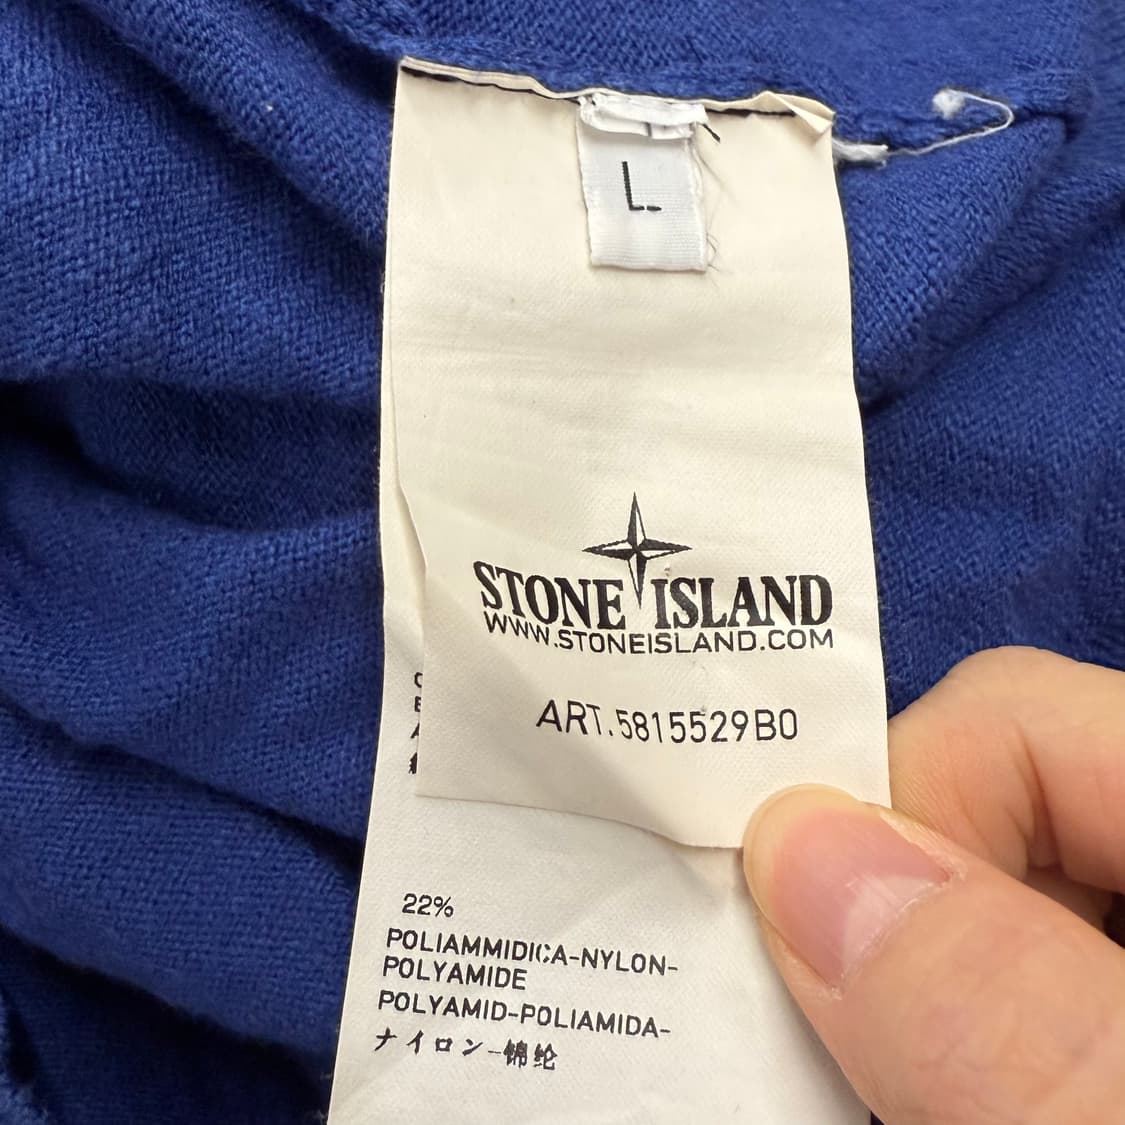 L
STONE ISLAND
WWW.STONEISLAND.COM
ART.5815529B0
22%
POLIAMMIDICA-NYLON-
POLYAMIDE
POLYAMID-POLIAMIDA-
ナイロン-锦纶